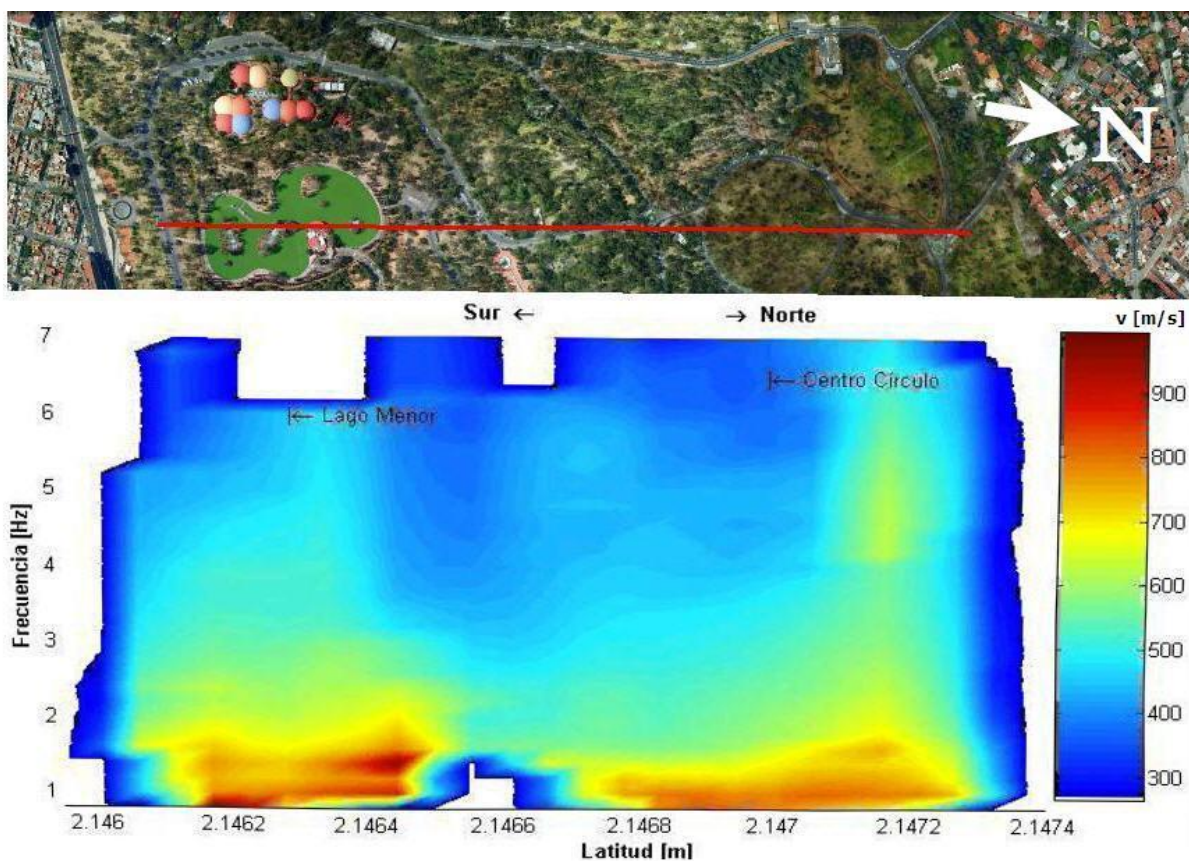 N
Sur ← → Norte
v [m/s]
7
6
5
4
3
2
1
Frecuencia [Hz]
|← Centro Círculo
|← Lago Menor
900
800
700
600
500
400
300
2.146 2.1462 2.1464 2.1466 2.1468 2.147 2.1472 2.1474
Latitud [m]